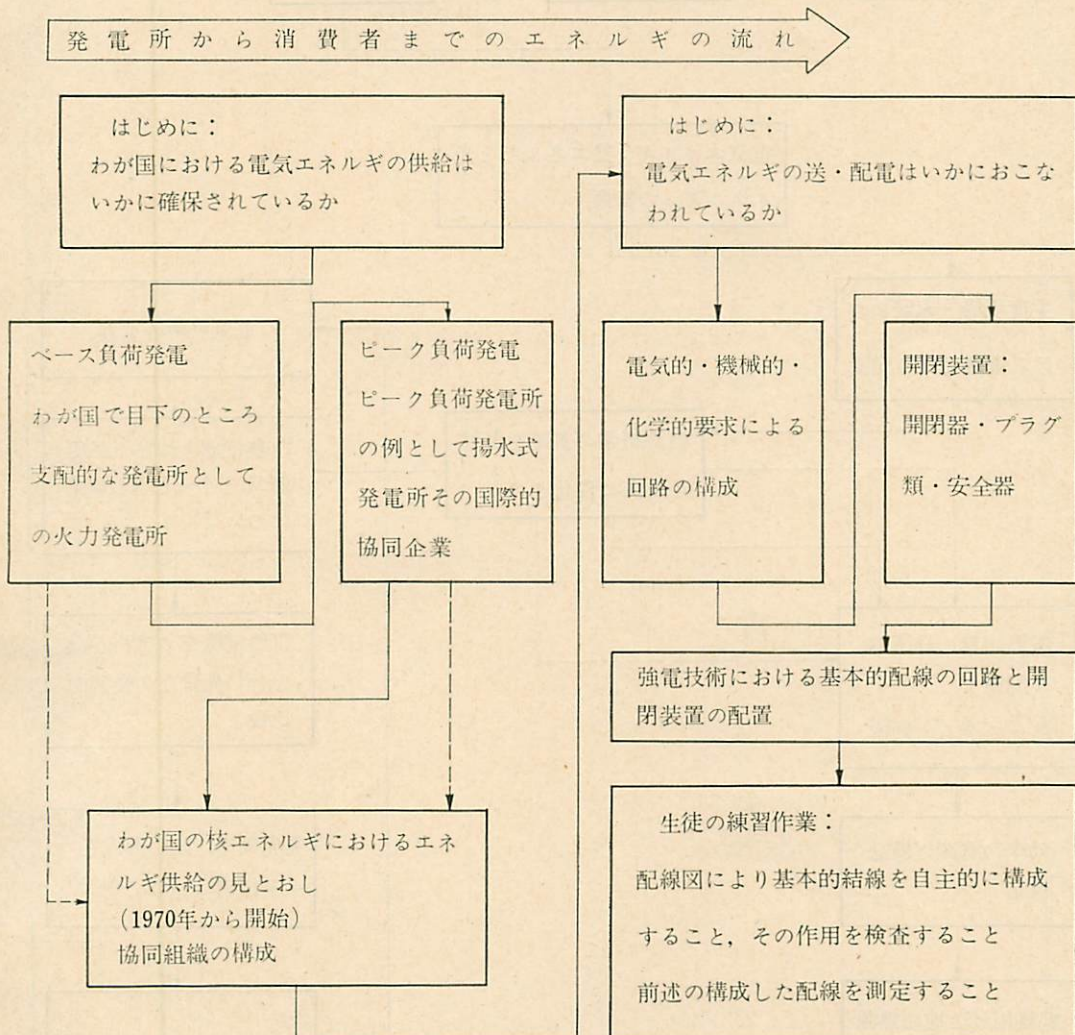 発電所から消費者までのエネルギの流れ
はじめに：
わが国における電気エネルギの供給は
いかに確保されているか
ベース負荷発電
わが国で目下のところ
支配的な発電所として
の火力発電所
ピーク負荷発電
ピーク負荷発電所
の例として揚水式
発電所その国際的
協同企業
わが国の核エネルギにおけるエネ
ルギ供給の見とおし
(1970年から開始)
協同組織の構成
はじめに：
電気エネルギの送・配電はいかにおこな
われているか
電気的・機械的・
化学的要求による
回路の構成
開閉装置：
開閉器・プラグ
類・安全器
強電技術における基本的配線の回路と開
閉装置の配置
生徒の練習作業：
配線図により基本的結線を自主的に構成
すること，その作用を検査すること
前述の構成した配線を測定すること